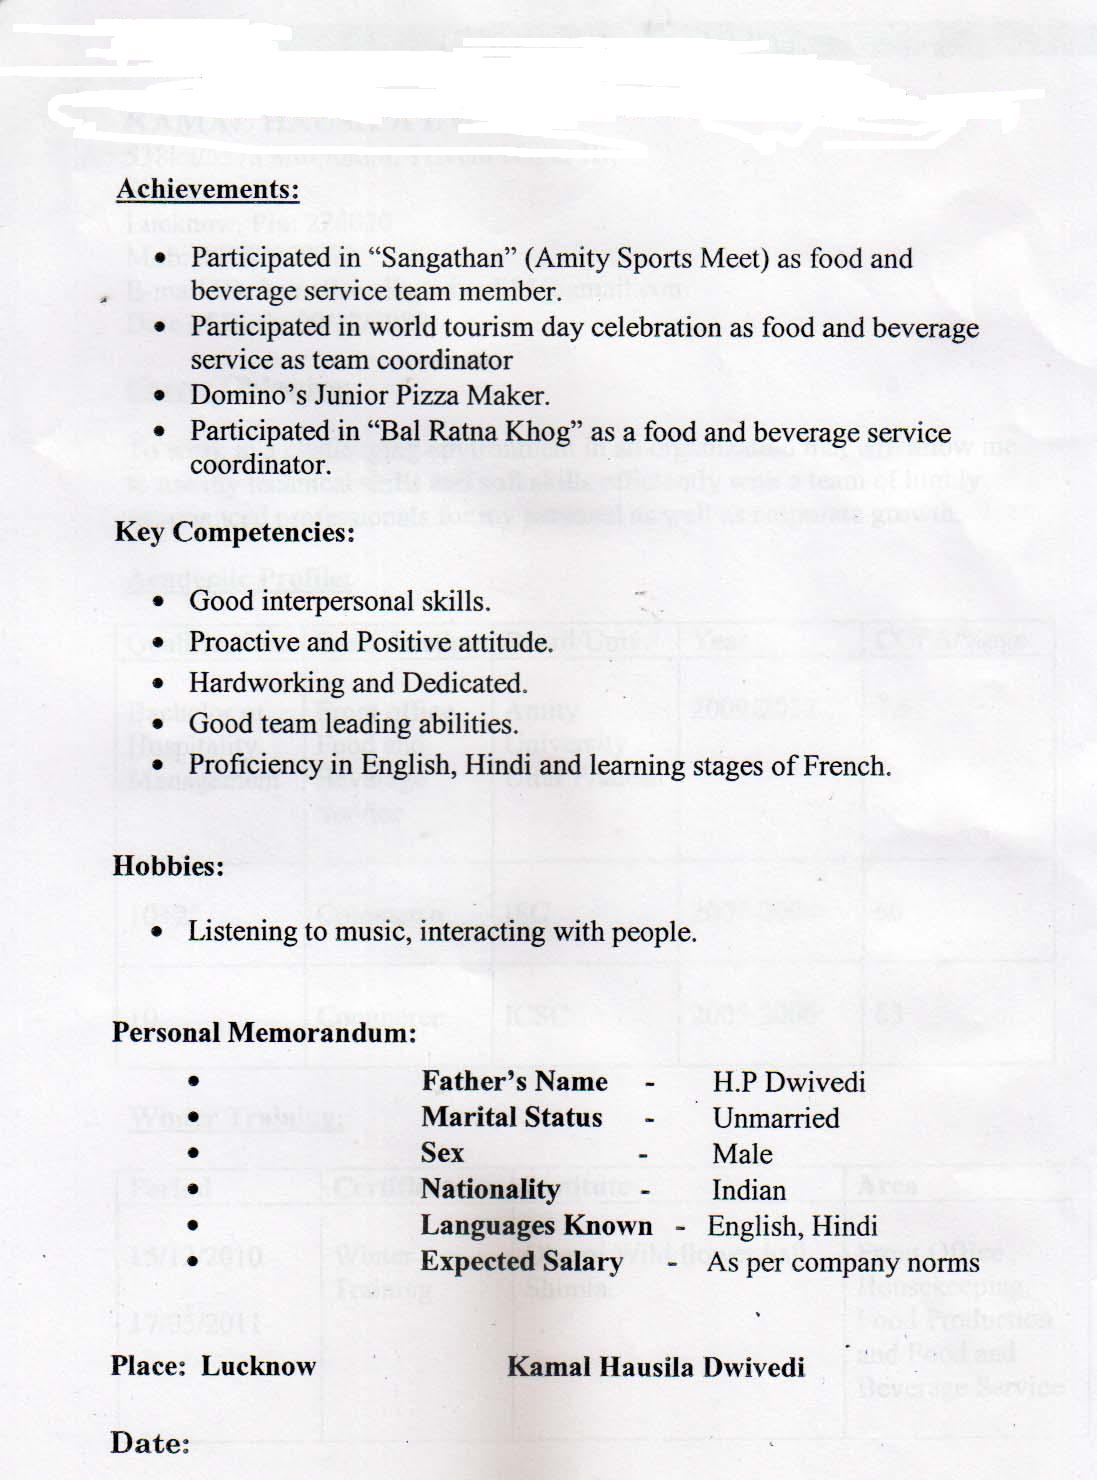 Achievements:
• Participated in “Sangathan” (Amity Sports Meet) as food and
beverage service team member.
• Participated in world tourism day celebration as food and beverage
service as team coordinator
• Domino’s Junior Pizza Maker.
• Participated in “Bal Ratna Khog” as a food and beverage service
coordinator.
Key Competencies:
• Good interpersonal skills.
• Proactive and Positive attitude.
• Hardworking and Dedicated.
• Good team leading abilities.
• Proficiency in English, Hindi and learning stages of French.
Hobbies:
• Listening to music, interacting with people.
Personal Memorandum:
• Father’s Name - H.P Dwivedi
• Marital Status - Unmarried
• Sex - Male
• Nationality - Indian
• Languages Known - English, Hindi
• Expected Salary - As per company norms
Place: Lucknow Kamal Hausila Dwivedi
Date: